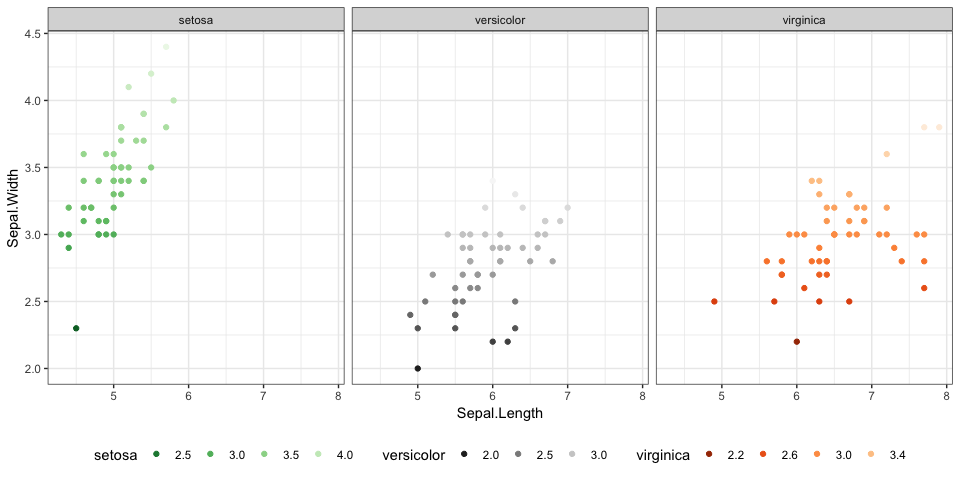 setosa versicolor virginica
4.5
4.0
3.5
3.0
2.5
2.0
Sepal.Width
5 6 7 8 5 6 7 8 5 6 7 8
Sepal.Length
setosa 2.5 3.0 3.5 4.0 versicolor 2.0 2.5 3.0 virginica 2.2 2.6 3.0 3.4